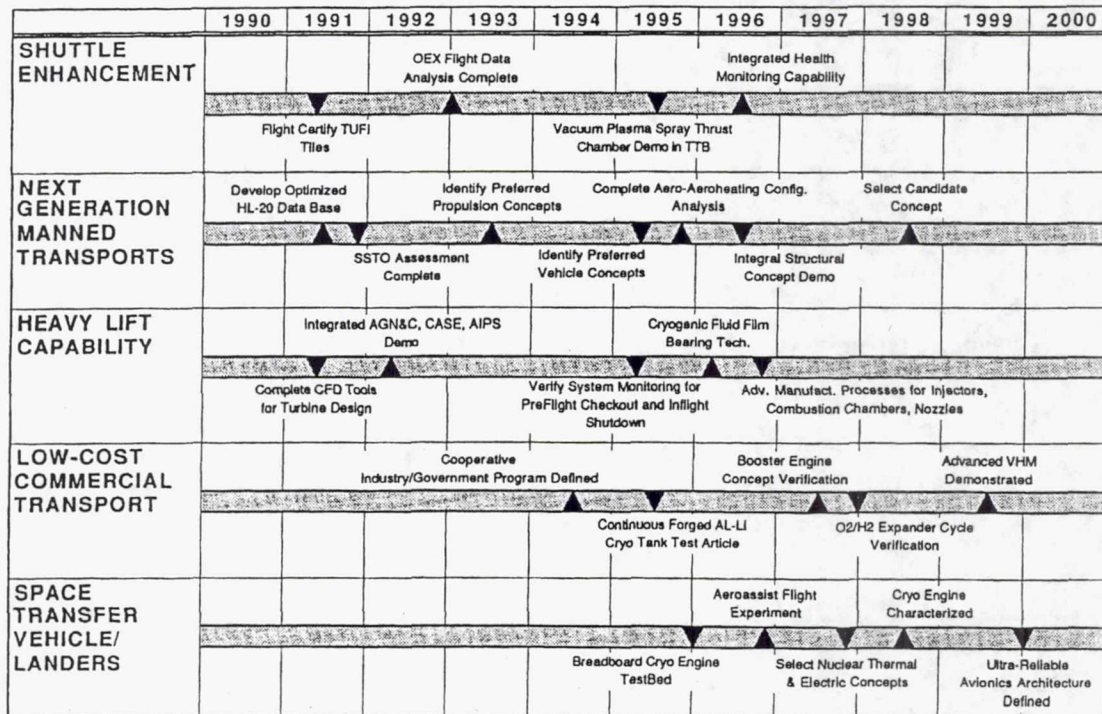 1990 1991 1992 1993 1994 1995 1996 1997 1998 1999 2000
SHUTTLE
ENHANCEMENT
OEX Flight Data
Analysis Complete
Integrated Health
Monitoring Capability
Flight Certify TUFI
Tiles
Vacuum Plasma Spray Thrust
Chamber Demo in TTB
NEXT
GENERATION
MANNED
TRANSPORTS
Develop Optimized
HL-20 Data Base
Identify Preferred
Propulsion Concepts
Complete Aero-Aeroheating Config.
Analysis
Select Candidate
Concept
SSTO Assessment
Complete
Identify Preferred
Vehicle Concepts
Integral Structural
Concept Demo
HEAVY LIFT
CAPABILITY
Integrated AGN&C, CASE, AIPS
Demo
Cryogenic Fluid Film
Bearing Tech.
Complete CFD Tools
for Turbine Design
Verify System Monitoring for
PreFlight Checkout and Inflight
Shutdown
Adv. Manufact. Processes for Injectors,
Combustion Chambers, Nozzles
LOW-COST
COMMERCIAL
TRANSPORT
Cooperative
Industry/Government Program Defined
Booster Engine
Concept Verification
Advanced VHM
Demonstrated
Continuous Forged AL-LI
Cryo Tank Test Article
O2/H2 Expander Cycle
Verification
SPACE
TRANSFER
VEHICLE/
LANDERS
Aeroassist Flight
Experiment
Cryo Engine
Characterized
Breadboard Cryo Engine
TestBed
Select Nuclear Thermal
& Electric Concepts
Ultra-Reliable
Avionics Architecture
Defined